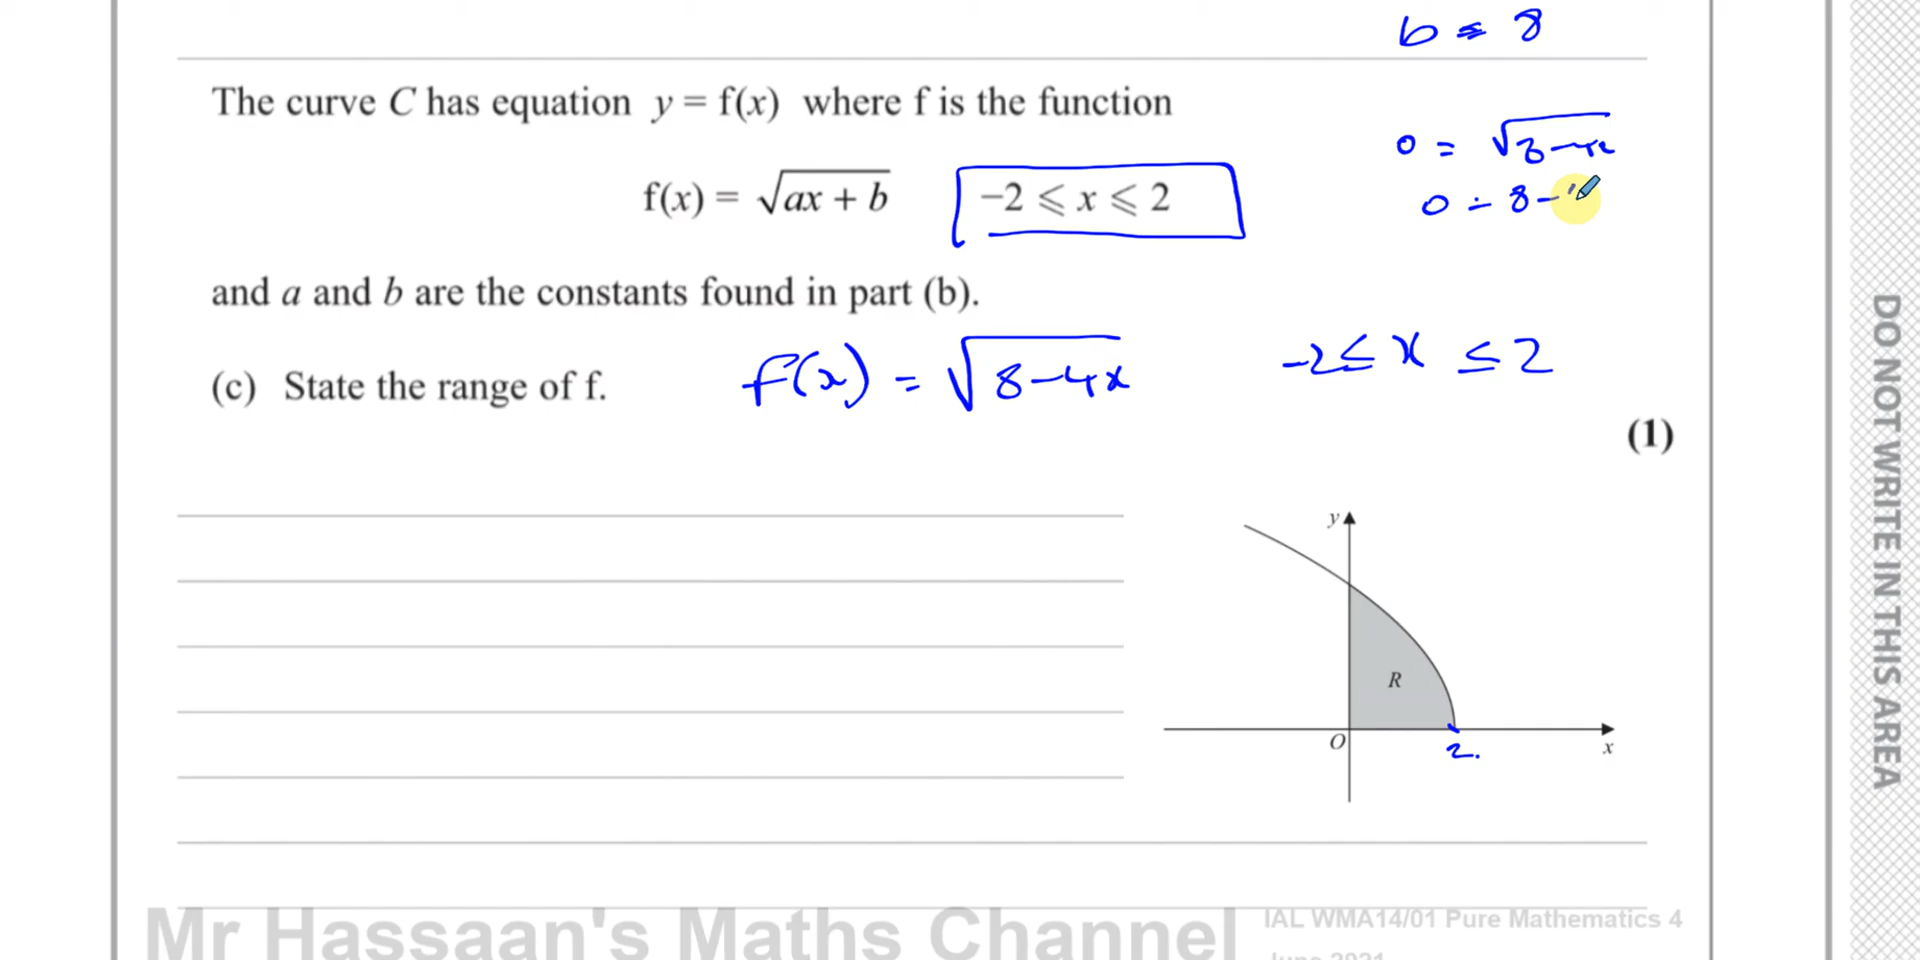 b = 8
The curve C has equation y = f(x) where f is the function
0 = √8-4x
f(x) = √ax + b -2 ⩽ x ⩽ 2
0 = 8-
and a and b are the constants found in part (b).
(c) State the range of f. f(x) = √8-4x -2 ≤ x ≤ 2
(1)
y
R
O
2.
x
DO NOT WRITE IN THIS AREA
Mr Hassaan's Maths Channel
IAL WMA14/01 Pure Mathematics 4
June 2021